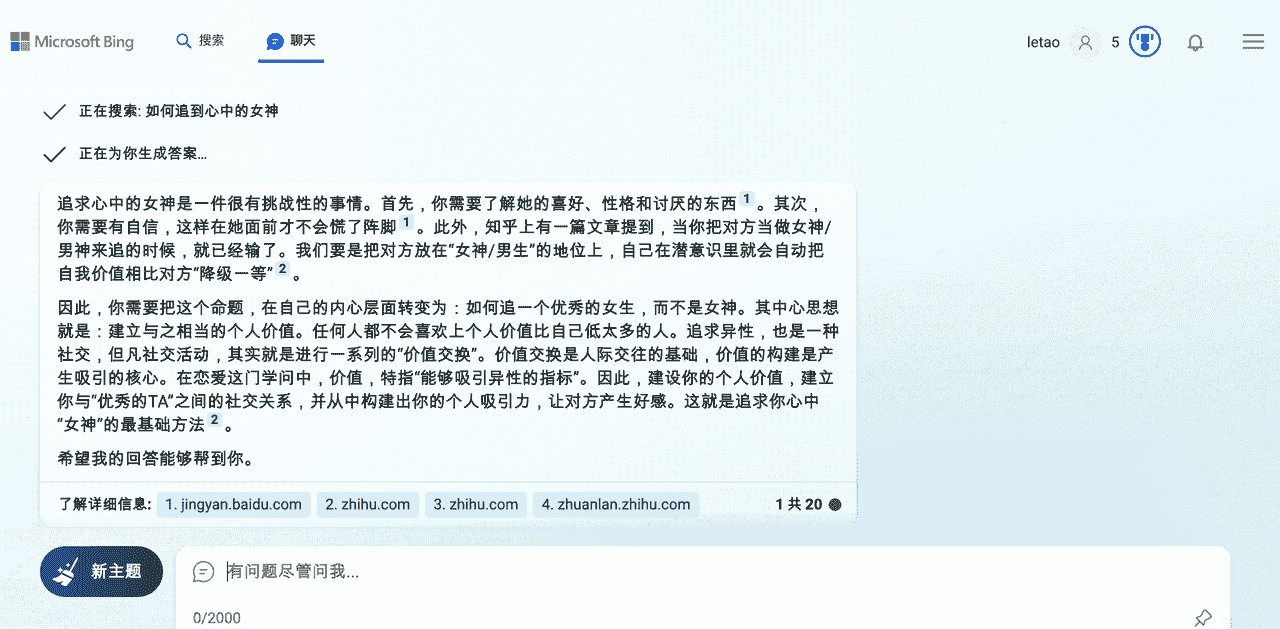 Microsoft Bing 搜索 聊天 letao 5
正在搜索: 如何追到心中的女神
正在为你生成答案...
追求心中的女神是一件很有挑战性的事情。首先，你需要了解她的喜好、性格和讨厌的东西 1 。其次，
你需要有自信，这样在她面前才不会慌了阵脚 1 。此外，知乎上有一篇文章提到，当你把对方当做女神/
男神来追的时候，就已经输了。我们要是把对方放在“女神/男生”的地位上，自己在潜意识里就会自动把
自我价值相比对方“降级一等” 2 。
因此，你需要把这个命题，在自己的内心层面转变为：如何追一个优秀的女生，而不是女神。其中心思想
就是：建立与之相当的个人价值。任何人都不会喜欢上个人价值比自己低太多的人。追求异性，也是一种
社交，但凡社交活动，其实就是进行一系列的“价值交换”。价值交换是人际交往的基础，价值的构建是产
生吸引的核心。在恋爱这门学问中，价值，特指“能够吸引异性的指标”。因此，建设你的个人价值，建立
你与“优秀的TA”之间的社交关系，并从中构建出你的个人吸引力，让对方产生好感。这就是追求你心中
“女神”的最基础方法 2 。
希望我的回答能够帮到你。
了解详细信息: 1. jingyan.baidu.com 2. zhihu.com 3. zhihu.com 4. zhuanlan.zhihu.com 1 共 20
新主题 有问题尽管问我...
0/2000